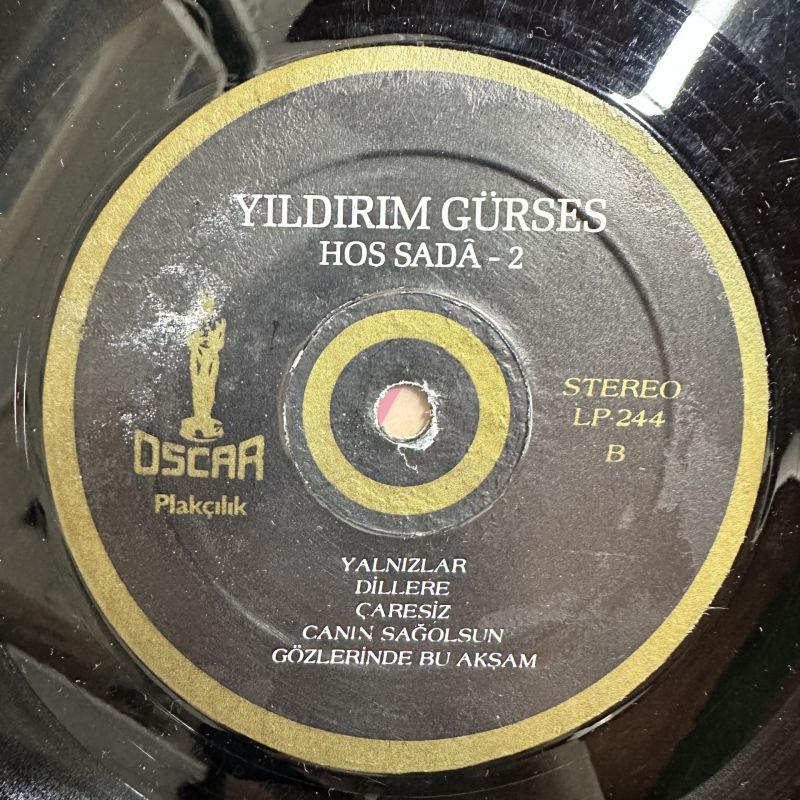 YILDIRIM GÜRSES
HOS SADÂ - 2
STEREO
LP-244
B
OSCAR
Plakçılık
YALNIZLAR
DİLLERE
ÇARESİZ
CANIN SAĞOLSUN
GÖZLERİNDE BU AKŞAM